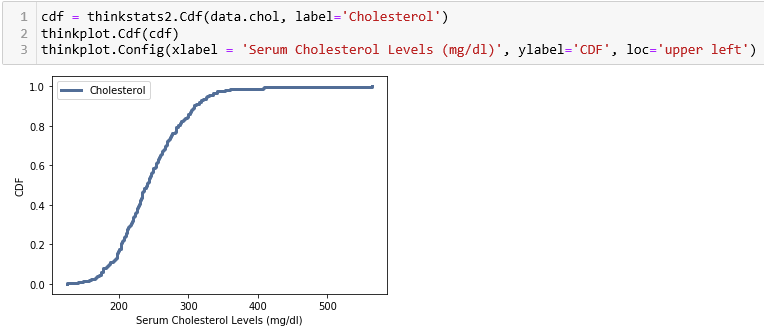 1 cdf = thinkstats2.Cdf(data.chol, label='Cholesterol')
2 thinkplot.Cdf(cdf)
3 thinkplot.Config(xlabel = 'Serum Cholesterol Levels (mg/dl)', ylabel='CDF', loc='upper left')
Cholesterol
1.0
0.8
0.6
0.4
0.2
0.0
CDF
200 300 400 500
Serum Cholesterol Levels (mg/dl)